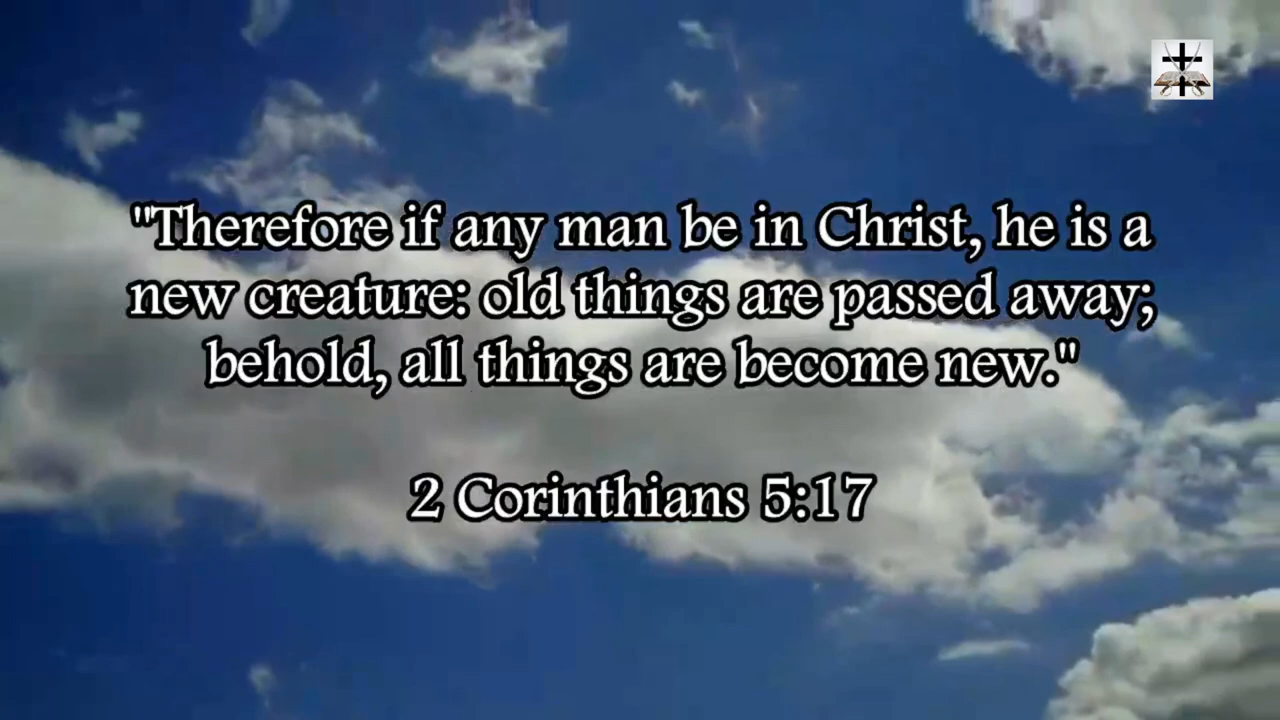 "Therefore if any man be in Christ, he is a
new creature: old things are passed away;
behold, all things are become new."
2 Corinthians 5:17